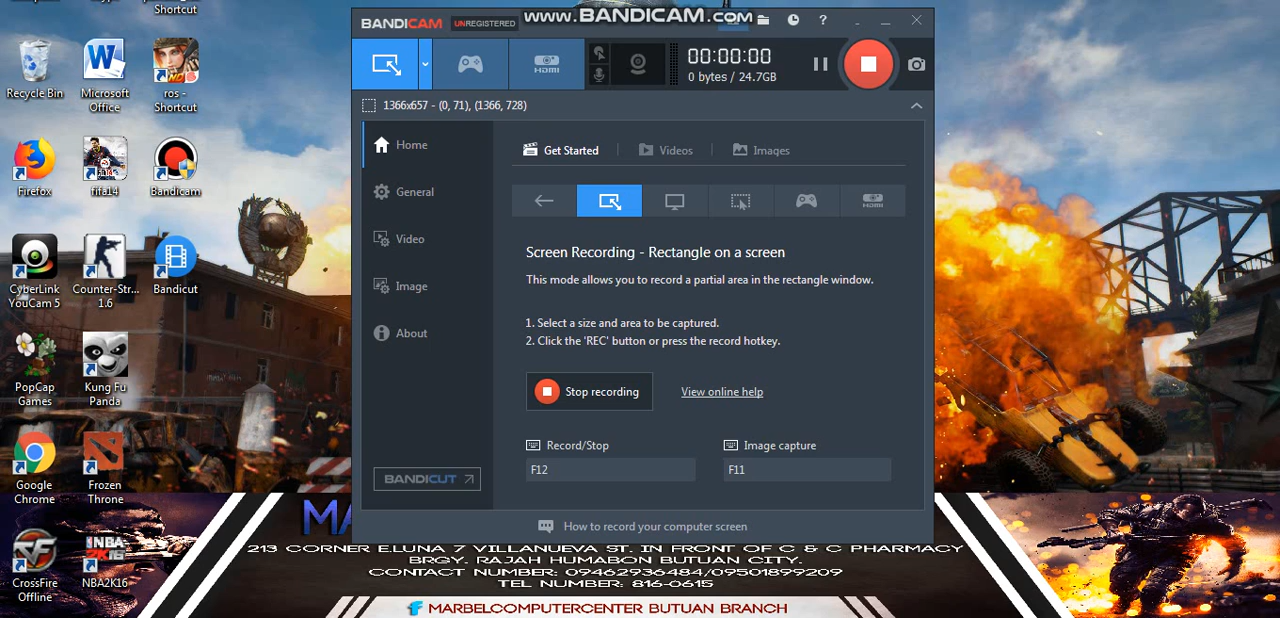 Shortcut
Recycle Bin
Microsoft Office
ros - Shortcut
Firefox
fifa14
Bandicam
CyberLink YouCam 5
Counter-Str... 1.6
Bandicut
PopCap Games
Kung Fu Panda
Google Chrome
Frozen Throne
CrossFire Offline
NBA2K16
BANDICAM UNREGISTERED
www.BANDICAM.com
HDMI
00:00:00
0 bytes / 24.7GB
1366x657 - (0, 71), (1366, 728)
Home
General
Video
Image
About
BANDICUT
Get Started
Videos
Images
HDMI
Screen Recording - Rectangle on a screen
This mode allows you to record a partial area in the rectangle window.
1. Select a size and area to be captured.
2. Click the 'REC' button or press the record hotkey.
Stop recording
View online help
Record/Stop
Image capture
F12
F11
How to record your computer screen
MA
213 CORNER E.LUNA 7 VILLANUEVA ST. IN FRONT OF C & C PHARMACY
BRGY. RAJAH HUMABON BUTUAN CITY.
CONTACT NUMBER: 09462936484/09501899209
TEL NUMBER: 816-0615
MARBELCOMPUTERCENTER BUTUAN BRANCH